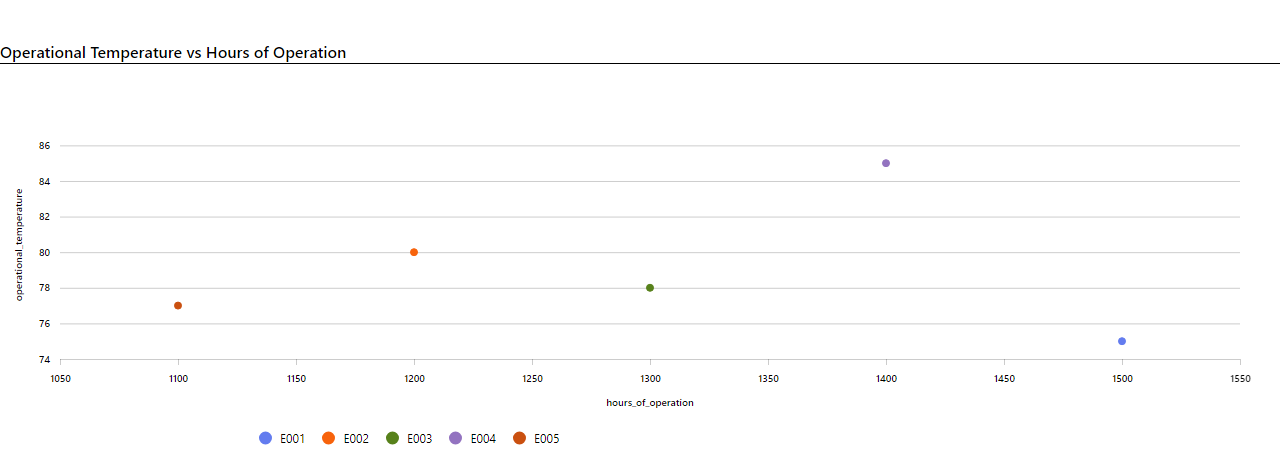 Operational Temperature vs Hours of Operation
operational_temperature
86
84
82
80
78
76
74
1050 1100 1150 1200 1250 1300 1350 1400 1450 1500 1550
hours_of_operation
E001 E002 E003 E004 E005